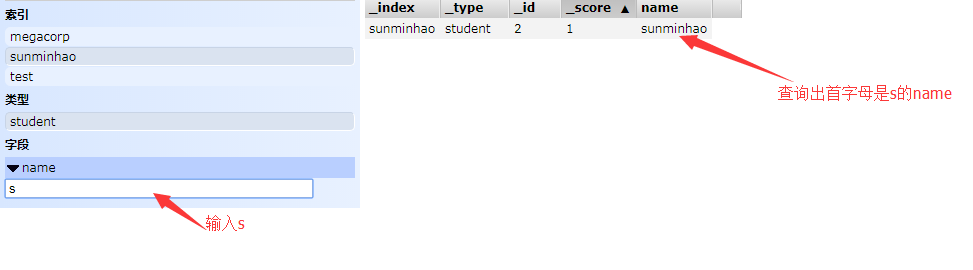 索引
megacorp
sunminhao
test
类型
student
字段
name
s
输入s
_index _type _id _score ▲ name
sunminhao student 2 1 sunminhao
查询出首字母是s的name